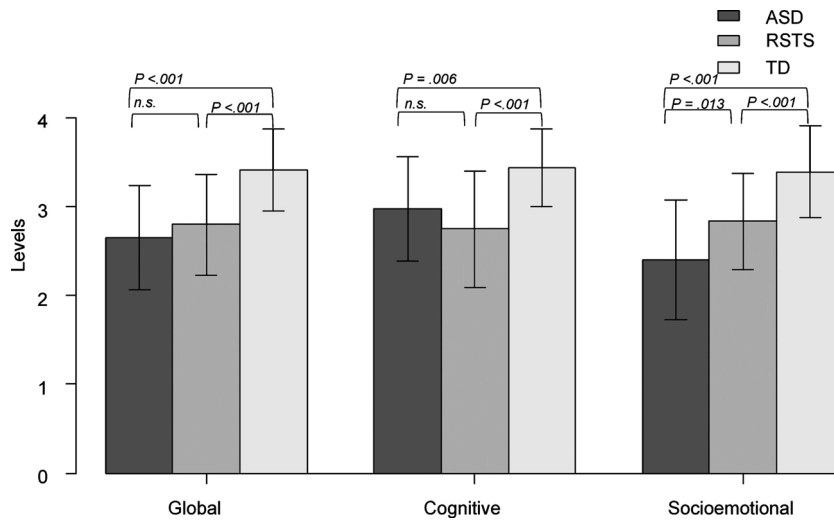 ASD
RSTS
TD
P <.001
n.s.
P <.001
P = .006
n.s.
P <.001
P <.001
P = .013
P <.001
Levels
4
3
2
1
0
Global
Cognitive
Socioemotional